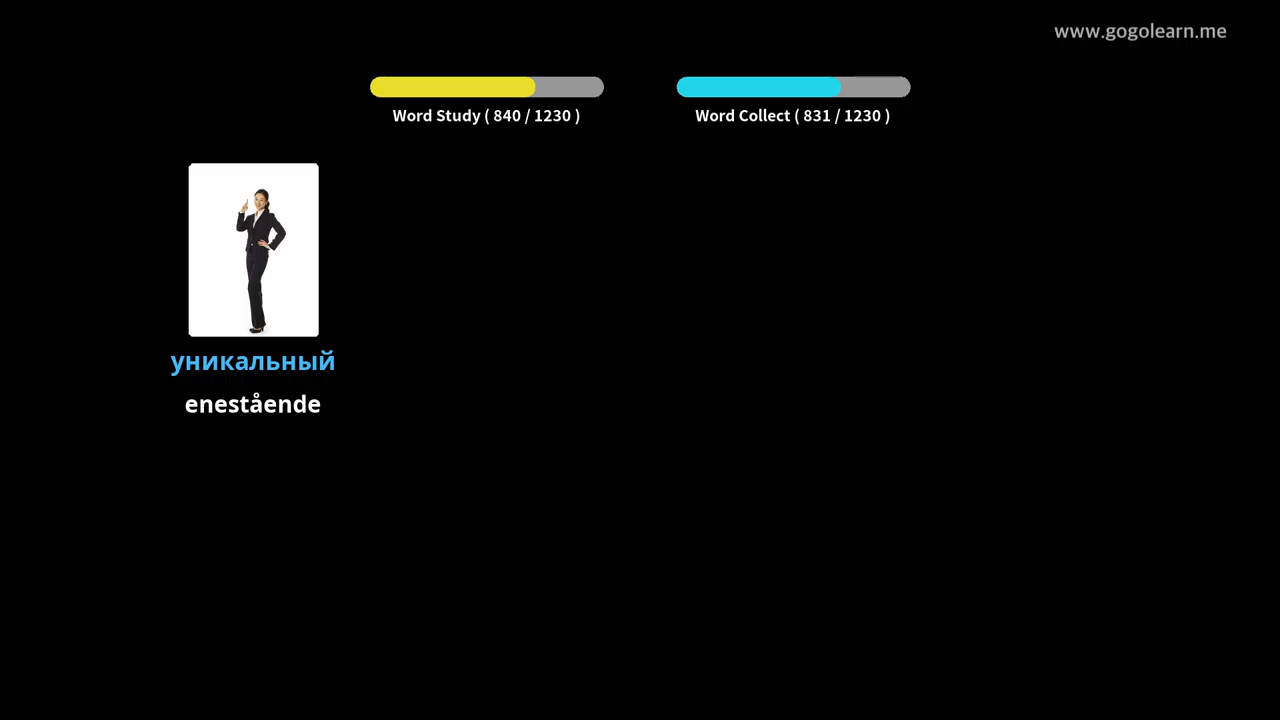 www.gogolearn.me
Word Study ( 840 / 1230 )
Word Collect ( 831 / 1230 )
уникальный
enestående